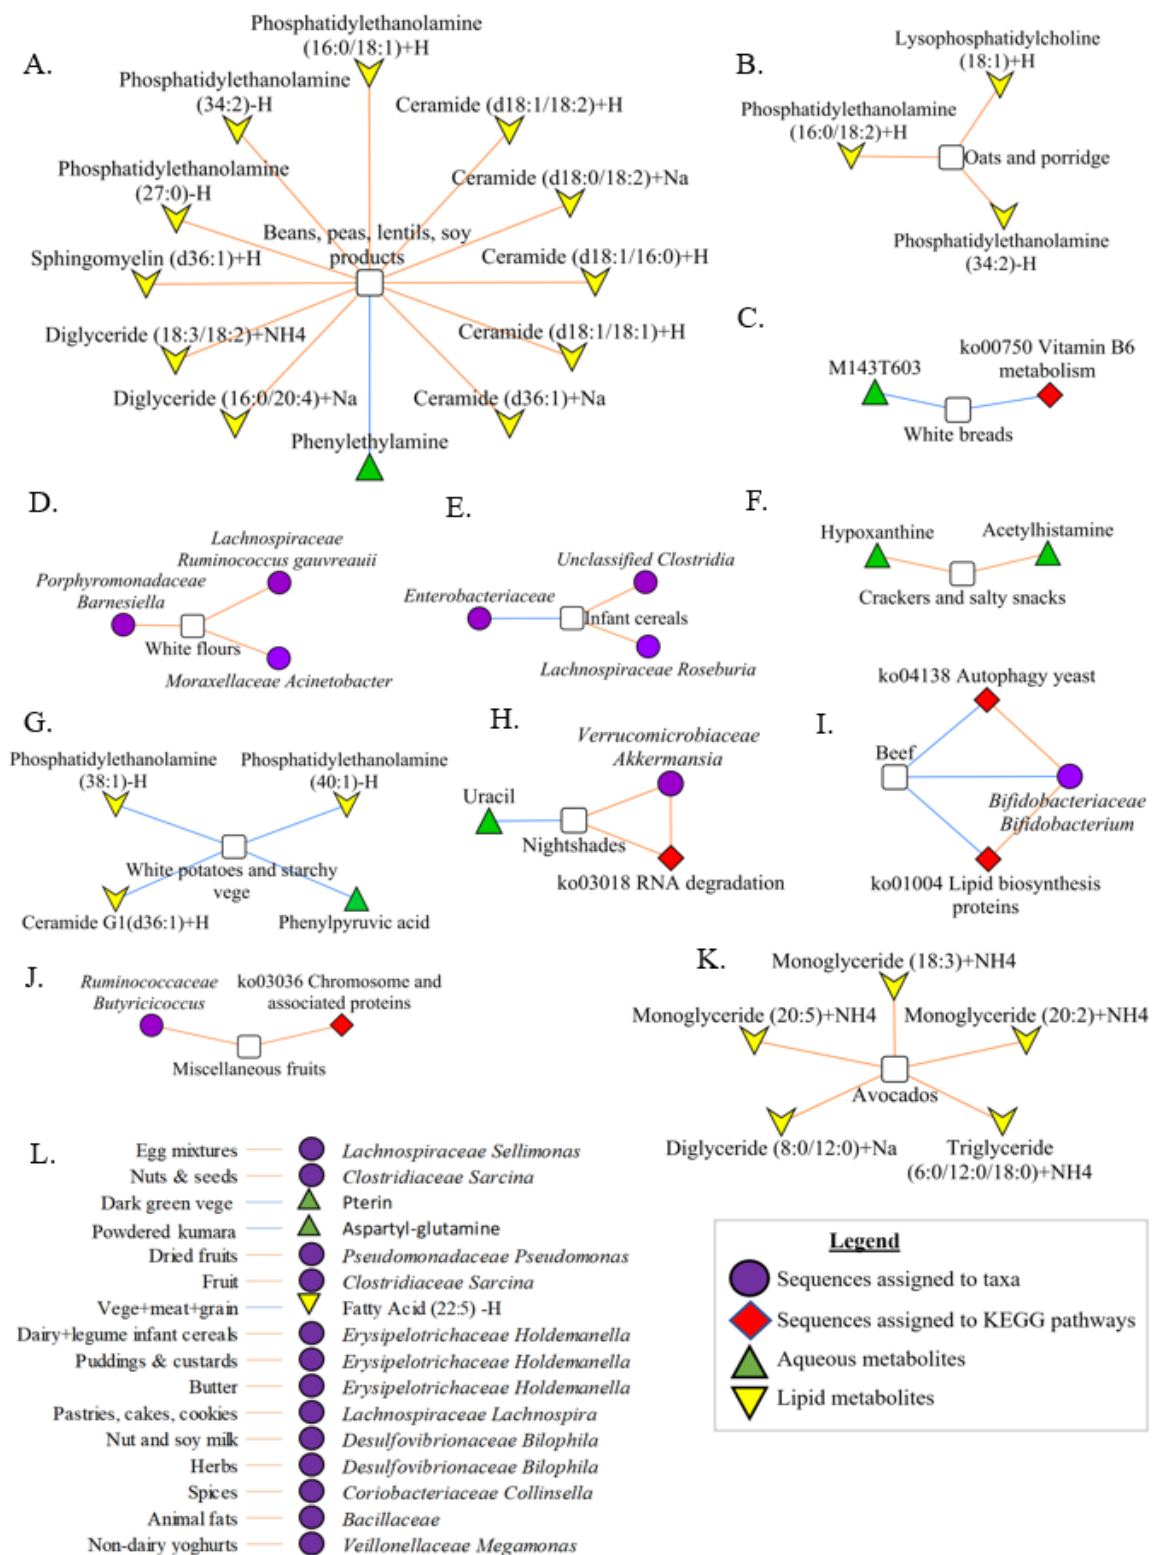 A.
Phosphatidylethanolamine
(16:0/18:1)+H
Phosphatidylethanolamine
(34:2)-H
Ceramide (d18:1/18:2)+H
Phosphatidylethanolamine
(27:0)-H
Ceramide (d18:0/18:2)+Na
Beans, peas, lentils, soy
products
Sphingomyelin (d36:1)+H
Ceramide (d18:1/16:0)+H
Diglyceride (18:3/18:2)+NH4
Ceramide (d18:1/18:1)+H
Diglyceride (16:0/20:4)+Na
Ceramide (d36:1)+Na
Phenylethylamine
B.
Lysophosphatidylcholine
(18:1)+H
Phosphatidylethanolamine
(16:0/18:2)+H
Oats and porridge
Phosphatidylethanolamine
(34:2)-H
C.
M143T603
ko00750 Vitamin B6
metabolism
White breads
D.
Lachnospiraceae
Ruminococcus gauvreauii
Porphyromonadaceae
Barnesiella
White flours
Moraxellaceae Acinetobacter
E.
Unclassified Clostridia
Enterobacteriaceae
Infant cereals
Lachnospiraceae Roseburia
F.
Hypoxanthine
Acetylhistamine
Crackers and salty snacks
G.
Phosphatidylethanolamine
(38:1)-H
Phosphatidylethanolamine
(40:1)-H
White potatoes and starchy
vege
Ceramide G1(d36:1)+H
Phenylpyruvic acid
H.
Verrucomicrobiaceae
Akkermansia
Uracil
Nightshades
ko03018 RNA degradation
I.
ko04138 Autophagy yeast
Beef
Bifidobacteriaceae
Bifidobacterium
ko01004 Lipid biosynthesis
proteins
J.
Ruminococcaceae
Butyricicoccus
ko03036 Chromosome and
associated proteins
Miscellaneous fruits
K.
Monoglyceride (18:3)+NH4
Monoglyceride (20:5)+NH4
Monoglyceride (20:2)+NH4
Avocados
Diglyceride (8:0/12:0)+Na
Triglyceride
(6:0/12:0/18:0)+NH4
L.
Egg mixtures Lachnospiraceae Sellimonas
Nuts & seeds Clostridiaceae Sarcina
Dark green vege Pterin
Powdered kumara Aspartyl-glutamine
Dried fruits Pseudomonadaceae Pseudomonas
Fruit Clostridiaceae Sarcina
Vege+meat+grain Fatty Acid (22:5) -H
Dairy+legume infant cereals Erysipelotrichaceae Holdemanella
Puddings & custards Erysipelotrichaceae Holdemanella
Butter Erysipelotrichaceae Holdemanella
Pastries, cakes, cookies Lachnospiraceae Lachnospira
Nut and soy milk Desulfovibrionaceae Bilophila
Herbs Desulfovibrionaceae Bilophila
Spices Coriobacteriaceae Collinsella
Animal fats Bacillaceae
Non-dairy yoghurts Veillonellaceae Megamonas
Legend
Sequences assigned to taxa
Sequences assigned to KEGG pathways
Aqueous metabolites
Lipid metabolites